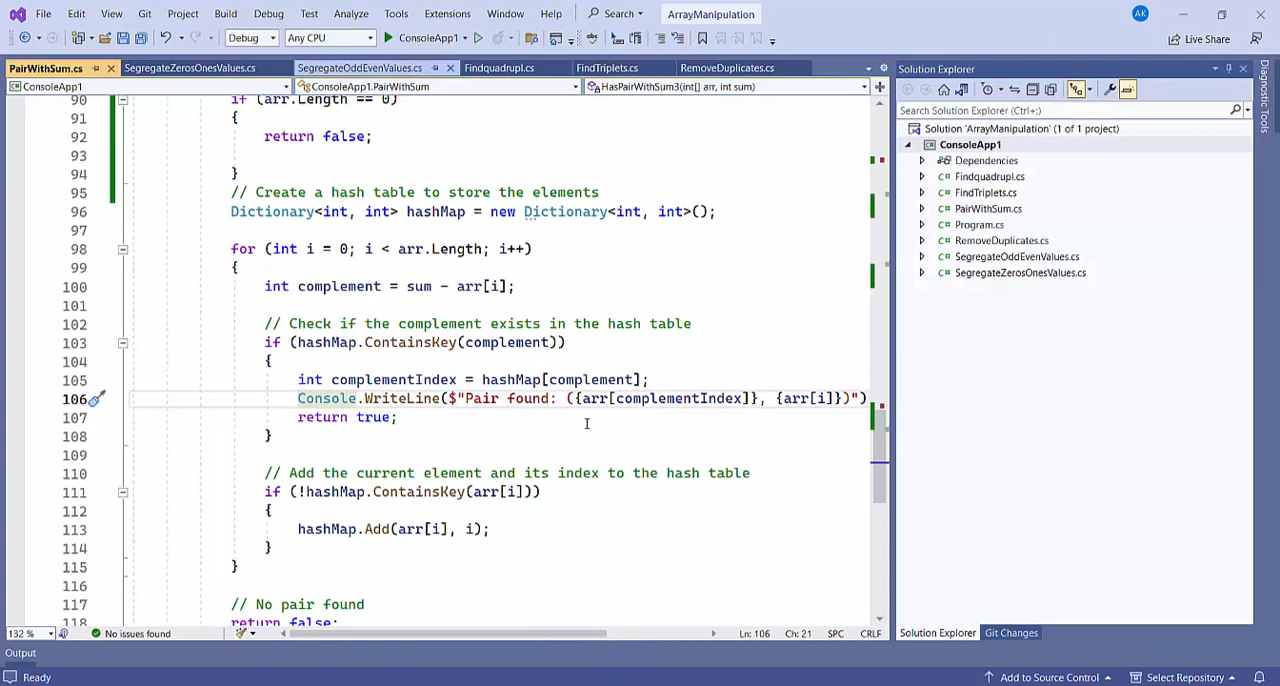 File Edit View Git Project Build Debug Test Analyze Tools Extensions Window Help Search ArrayManipulation AK
Debug Any CPU ConsoleApp1 Live Share
PairWithSum.cs SegregateZerosOnesValues.cs SegregateOddEvenValues.cs Findquadrupl.cs FindTriplets.cs RemoveDuplicates.cs
ConsoleApp1 ConsoleApp1.PairWithSum HasPairWithSum3(int[] arr, int sum)
90 if (arr.Length == 0)
91 {
92 return false;
93
94 }
95 // Create a hash table to store the elements
96 Dictionary<int, int> hashMap = new Dictionary<int, int>();
97
98 for (int i = 0; i < arr.Length; i++)
99 {
100 int complement = sum - arr[i];
101
102 // Check if the complement exists in the hash table
103 if (hashMap.ContainsKey(complement))
104 {
105 int complementIndex = hashMap[complement];
106 Console.WriteLine($"Pair found: ({arr[complementIndex]}, {arr[i]})")
107 return true;
108 }
109
110 // Add the current element and its index to the hash table
111 if (!hashMap.ContainsKey(arr[i]))
112 {
113 hashMap.Add(arr[i], i);
114 }
115 }
116
117 // No pair found
118 return false;
132 % No issues found Ln: 106 Ch: 21 SPC CRLF
Solution Explorer
Search Solution Explorer (Ctrl+;)
Solution 'ArrayManipulation' (1 of 1 project)
ConsoleApp1
Dependencies
C# Findquadrupl.cs
C# FindTriplets.cs
C# PairWithSum.cs
C# Program.cs
C# RemoveDuplicates.cs
C# SegregateOddEvenValues.cs
C# SegregateZerosOnesValues.cs
Solution Explorer Git Changes
Diagnostic Tools
Output
Ready Add to Source Control Select Repository